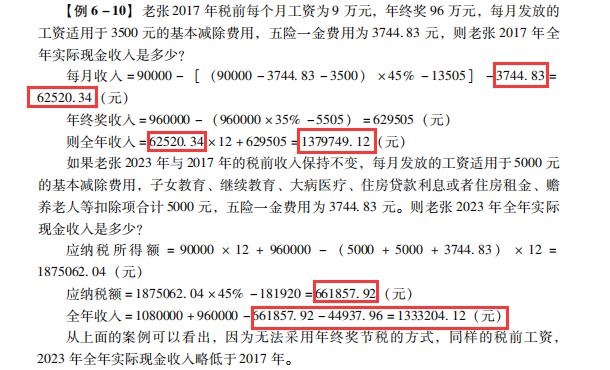 【例 6-10】 老张 2017 年税前每个月工资为 9 万元，年终奖 96 万元，每月发放的
工资适用于 3500 元的基本减除费用，五险一金费用为 3744. 83 元，则老张 2017 年全
年实际现金收入是多少？
每月收入 = 90000 - ［（90000 -3744. 83 -3500） ×45% -13505］ -3744. 83 =
62520. 34（元）
年终奖收入 =960000 -（960000 ×35% -5505） =629505（元）
则全年收入 =62520. 34 ×12 +629505 =1379749. 12（元）
如果老张 2023 年与 2017 年的税前收入保持不变，每月发放的工资适用于 5000 元
的基本减除费用，子女教育、继续教育、大病医疗、住房贷款利息或者住房租金、赡
养老人等扣除项合计 5000 元，五险一金费用为 3744. 83 元。则老张 2023 年全年实际
现金收入是多少？
应纳税所得额 = 90000 × 12 + 960000 - （5000 + 5000 + 3744. 83） × 12 =
1875062. 04（元）
应纳税额 =1875062. 04 ×45% -181920 =661857. 92（元）
全年收入 =1080000 +960000 -661857. 92 -44937. 96 =1333204. 12（元）
从上面的案例可以看出，因为无法采用年终奖节税的方式，同样的税前工资，
2023 年全年实际现金收入略低于 2017 年。